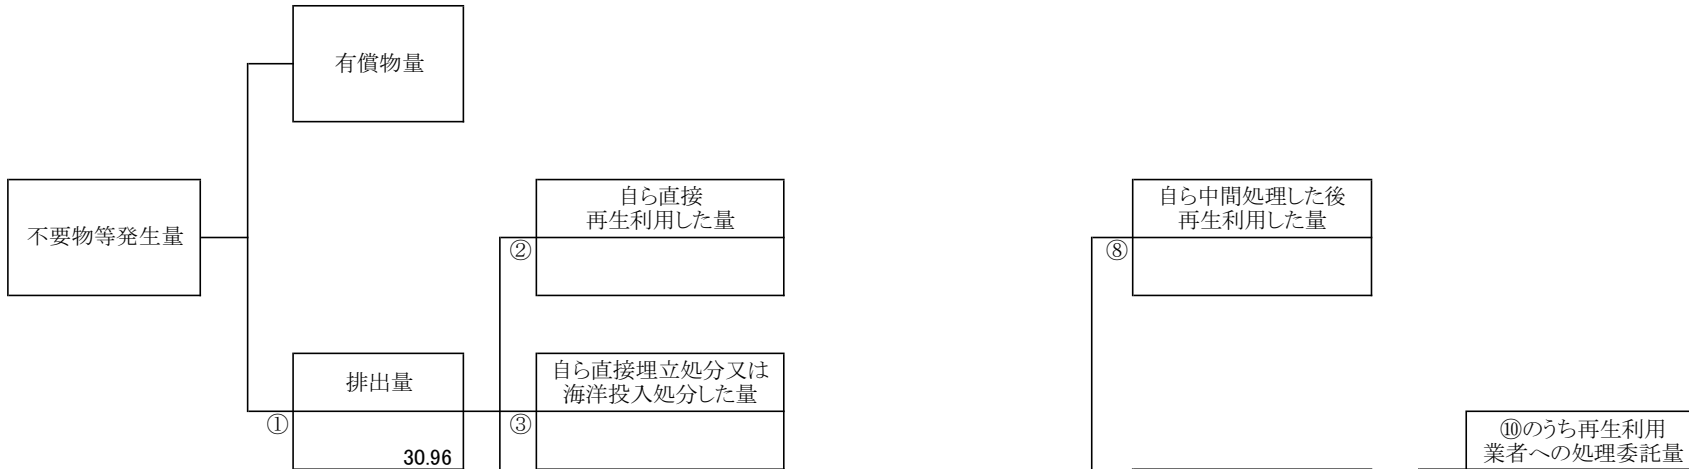 有償物量
不要物等発生量
自ら直接
再生利用した量
②
自ら中間処理した後
再生利用した量
⑧
排出量
①
30.96
自ら直接埋立処分又は
海洋投入処分した量
③
⑩のうち再生利用
業者への処理委託量